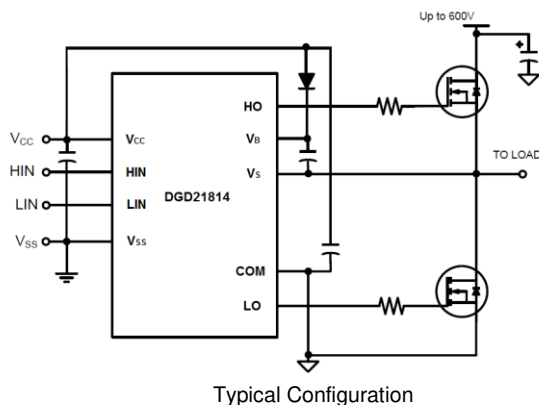 Up to 600V
HO
VCC
VCC
VB
HIN
HIN
VS
TO LOAD
LIN
LIN
DGD21814
VSS
VSS
COM
LO
+
Typical Configuration